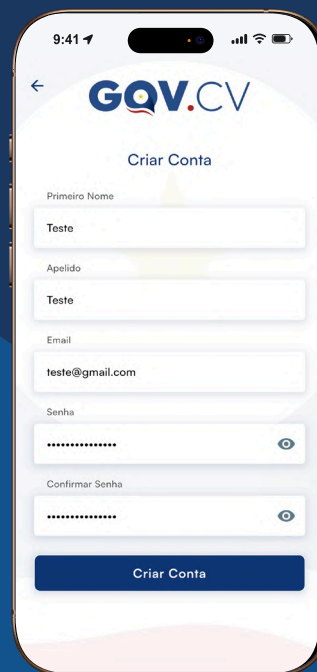 9:41
GOV.CV
Criar Conta
Primeiro Nome
Teste
Apelido
Teste
Email
teste@gmail.com
Senha
•••••••••••••••
Confirmar Senha
•••••••••••••••
Criar Conta